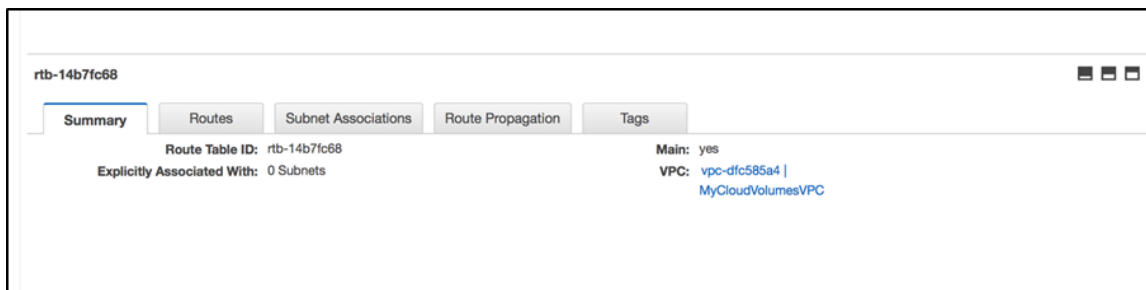 rtb-14b7fc68
Summary Routes Subnet Associations Route Propagation Tags
Route Table ID: rtb-14b7fc68 Main: yes
Explicitly Associated With: 0 Subnets VPC: vpc-dfc585a4 |
MyCloudVolumesVPC